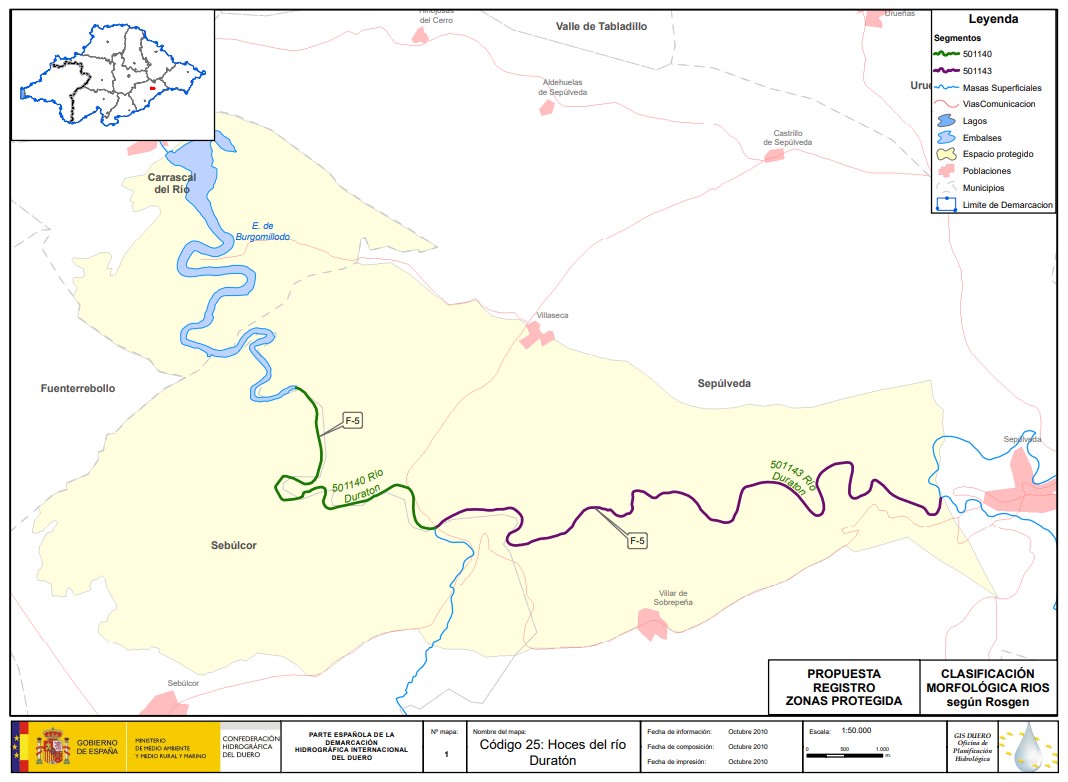 Hinojosas
del Cerro
Valle de Tabladillo
Urueñas
Aldehuelas
de Sepúlveda
Castrillo
de Sepúlveda
Carrascal
del Río
E. de
Burgomillodo
Villaseca
Fuenterrebollo
Sepúlveda
Sepúlveda
F-5
501140 Río
Duraton
501143 Río
Duraton
F-5
Sebúlcor
Villar de
Sobrepeña
Sebúlcor
Leyenda
Segmentos
501140
501143
Masas Superficiales
ViasComunicacion
Lagos
Embalses
Espacio protegido
Poblaciones
Municipios
Limite de Demarcacion
PROPUESTA
REGISTRO
ZONAS PROTEGIDA
CLASIFICACIÓN
MORFOLÓGICA RIOS
según Rosgen
GOBIERNO
DE ESPAÑA
MINISTERIO
DE MEDIO AMBIENTE
Y MEDIO RURAL Y MARINO
CONFEDERACIÓN
HIDROGRÁFICA
DEL DUERO
PARTE ESPAÑOLA DE LA
DEMARCACIÓN
HIDROGRÁFICA INTERNACIONAL
DEL DUERO
Nº mapa:
1
Nombre del mapa:
Código 25: Hoces del río
Duratón
Fecha de información: Octubre 2010
Fecha de composición: Octubre 2010
Fecha de impresión: Octubre 2010
Escala: 1:50.000
0 500 1.000
m.
GIS DUERO
Oficina de
Planificación
Hidrológica